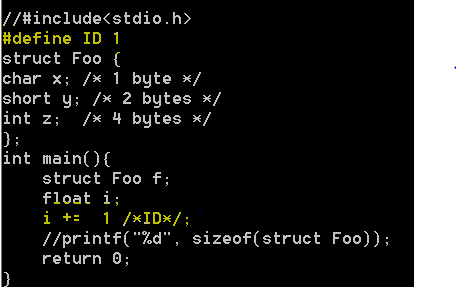 //#include<stdio.h>
#define ID 1
struct Foo {
char x; /* 1 byte */
short y; /* 2 bytes */
int z;  /* 4 bytes */
};
int main(){
    struct Foo f;
    float i;
    i +=  1 /*ID*/;
    //printf("%d", sizeof(struct Foo));
    return 0;
}